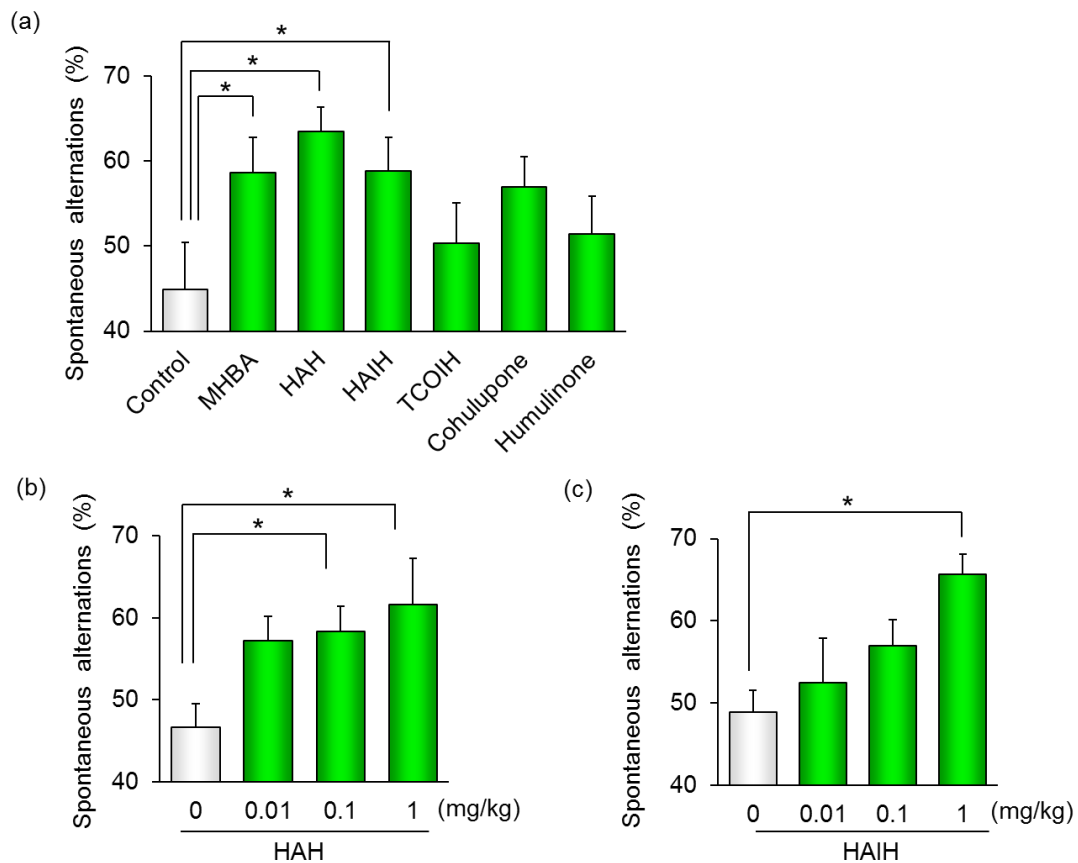 (a)
Spontaneous alternations (%)
70
60
50
40
*
*
*
Control
MHBA
HAH
HAIH
TCOIH
Cohulupone
Humulinone
(b)
Spontaneous alternations (%)
70
60
50
40
*
*
0 0.01 0.1 1 (mg/kg)
HAH
(c)
Spontaneous alternations (%)
70
60
50
40
*
0 0.01 0.1 1 (mg/kg)
HAIH